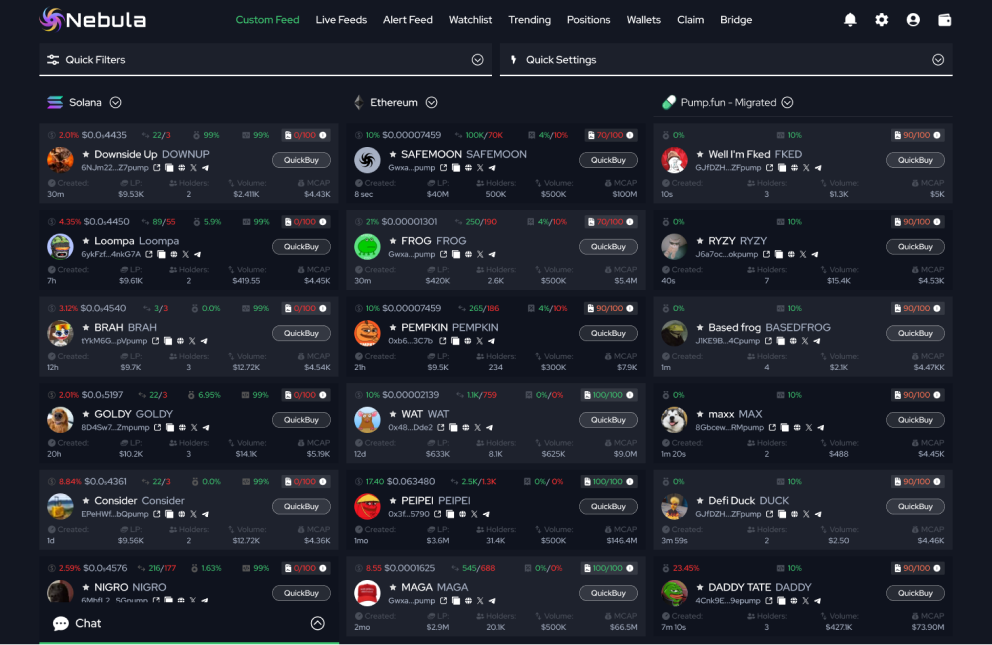 Nebula Custom Feed Live Feeds Alert Feed Watchlist Trending Positions Wallets Claim Bridge
Quick Filters Quick Settings
Solana Ethereum Pump.fun - Migrated
2.01% $0.0₅4435 22/3 99% 99% 0/100
Downside Up DOWNUP QuickBuy
6NJm22...Z7pump
Created: LP: Holders: Volume: MCAP
30m $9.53K 2 $2.411K $4.43K
4.35% $0.0₅4450 89/55 5.9% 99% 0/100
Loompa Loompa QuickBuy
6ykFzf...4nkG7A
Created: LP: Holders: Volume: MCAP
7h $9.61K 2 $419.55 $4.45K
3.12% $0.0₅4540 3/3 0.0% 99% 0/100
BRAH BRAH QuickBuy
tYkM6G...pVpump
Created: LP: Holders: Volume: MCAP
12h $9.7K 3 $12.72K $4.54K
2.01% $0.0₅5197 22/3 6.95% 99% 0/100
GOLDY GOLDY QuickBuy
8D4Sw7...Zmpump
Created: LP: Holders: Volume: MCAP
20h $10.2K 3 $14.1K $5.19K
8.84% $0.0₅4361 22/3 0.0% 99% 0/100
Consider Consider QuickBuy
EPeHWf...bGpump
Created: LP: Holders: Volume: MCAP
1d $9.56K 2 $12.72K $4.36K
2.59% $0.0₅4576 216/177 1.63% 99% 0/100
NIGRO NIGRO QuickBuy
Chat
10% $0.00007459 100K/70K 4%/10% 70/100
SAFEMOON SAFEMOON QuickBuy
Gwxa...pump
Created: LP: Holders: Volume: MCAP
8 sec $40M 500K $500K $100M
21% $0.00001301 250/190 4%/10% 70/100
FROG FROG QuickBuy
Gwxa...pump
Created: LP: Holders: Volume: MCAP
30m $420K 2.6K $500K $5.4M
10% $0.00007459 265/186 4%/10% 90/100
PEMPKIN PEMPKIN QuickBuy
0xb6...3C7b
Created: LP: Holders: Volume: MCAP
21h $9.5K 234 $300K $7.9K
10% $0.00002139 1.1K/759 0%/0% 100/100
WAT WAT QuickBuy
0x48...Dde2
Created: LP: Holders: Volume: MCAP
12d $633K 8.1K $625K $9.0M
17.40 $0.063480 2.5K/1.3K 0%/ 0% 100/100
PEIPEI PEIPEI QuickBuy
0x3f...5790
Created: LP: Holders: Volume: MCAP
1mo $3.6M 31.4K $500K $146.4M
8.55 $0.0001625 545/688 0%/0% 100/100
MAGA MAGA QuickBuy
Gwxa...pump
Created: LP: Holders: Volume: MCAP
2mo $2.9M 20.1K $500K $66.5M
0% 10% 90/100
Well I'm Fked FKED QuickBuy
GJfDZH...ZFpump
Created: Holders: Volume: MCAP
10s 3 $1.3K $5K
0% 10% 90/100
RYZY RYZY QuickBuy
J6a7oc...okpump
Created: Holders: Volume: MCAP
40s 7 $15.4K $4.53K
0% 10% 90/100
Based frog BASEDFROG QuickBuy
J1KE9B...4Cpump
Created: Holders: Volume: MCAP
1m 4 $2.1K $4.47KK
0% 10% 90/100
maxx MAX QuickBuy
8Gbcew...RMpump
Created: Holders: Volume: MCAP
1m 20s 2 $488 $4.45K
0% 10% 90/100
Defi Duck DUCK QuickBuy
GJfDZH...ZFpump
Created: Holders: Volume: MCAP
3m 59s 2 $2.50 $4.46K
23.45% 10% 90/100
DADDY TATE DADDY QuickBuy
4Cnk9E...9epump
Created: Holders: Volume: MCAP
7m 10s 3 $427.1K $73.90M